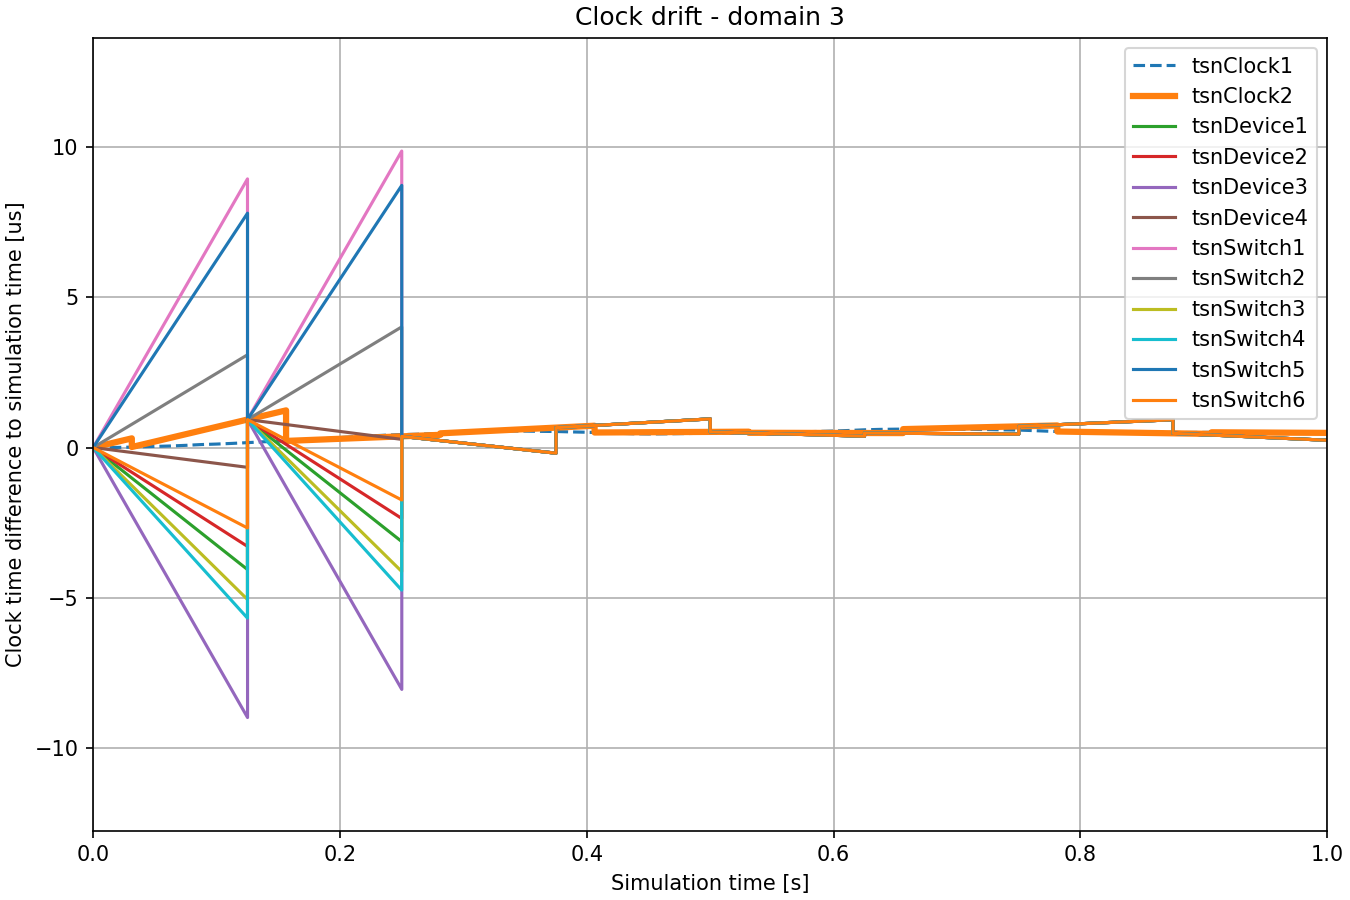 Clock drift - domain 3
Clock time difference to simulation time [us]
10
5
0
−5
−10
0.0
0.2
0.4
0.6
0.8
1.0
Simulation time [s]
tsnClock1
tsnClock2
tsnDevice1
tsnDevice2
tsnDevice3
tsnDevice4
tsnSwitch1
tsnSwitch2
tsnSwitch3
tsnSwitch4
tsnSwitch5
tsnSwitch6